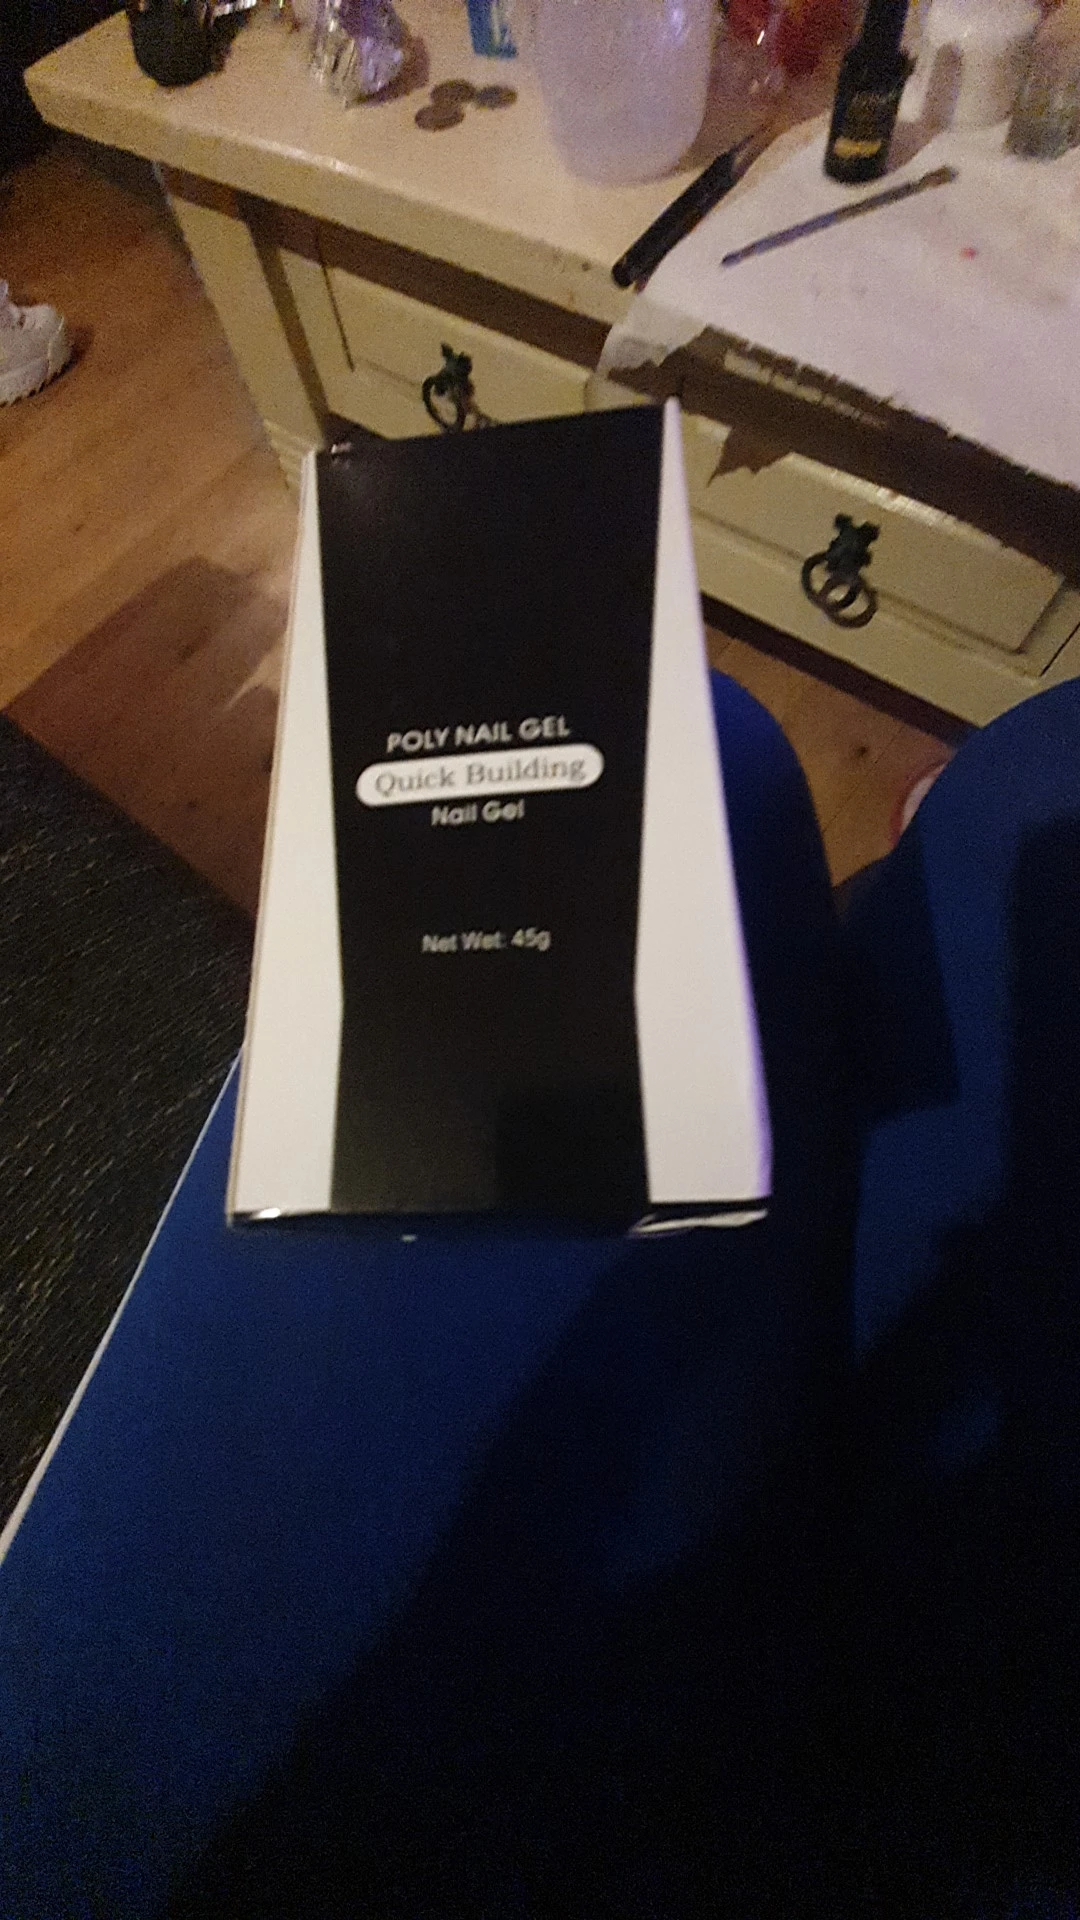 POLY NAIL GEL
Quick Building
Nail Gel
Net Wet: 45g